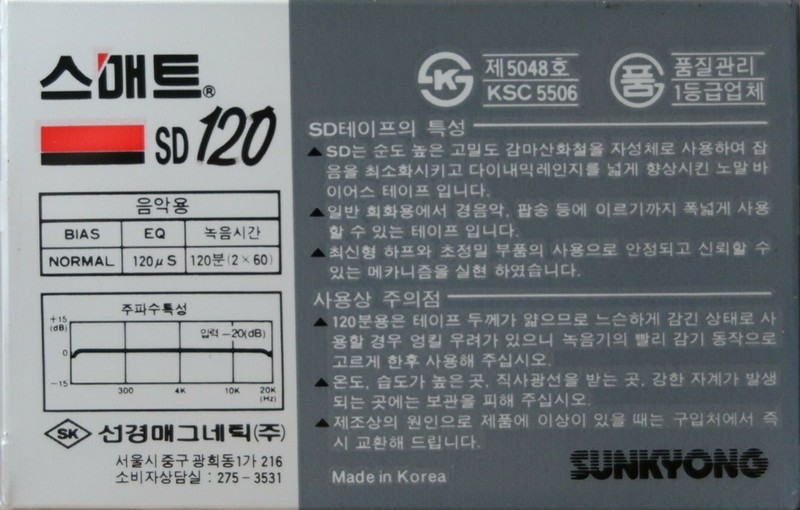 스매트®
SD 120
음악용
BIAS EQ 녹음시간
NORMAL 120μS 120분(2×60)
주파수특성
+15
(dB)
입력 -20(dB)
0
-15
300 4K 10K 20K
(Hz)
SK 선경매그네틱(주)
서울시중구광희동1가 216
소비자상담실 : 275-3531
K 제5048호
KSC 5506
품 품질관리
1등급업체
SD테이프의 특성
▲SD는 순도 높은 고밀도 감마산화철을 자성체로 사용하여 잡
음을 최소화시키고 다이내믹레인지를 넓게 향상시킨 노말 바
이어스 테이프 입니다.
▲일반 회화용에서 경음악, 팝송 등에 이르기까지 폭넓게 사용
할 수 있는 테이프 입니다.
▲최신형 하프와 초정밀 부품의 사용으로 안정되고 신뢰할 수
있는 메카니즘을 실현 하였습니다.
사용상 주의점
▲120분용은 테이프 두께가 얇으므로 느슨하게 감긴 상태로 사
용할 경우 엉킬 우려가 있으니 녹음기의 빨리 감기 동작으로
고르게 한후 사용해 주십시오.
▲온도, 습도가 높은 곳, 직사광선을 받는 곳, 강한 자계가 발생
되는 곳에는 보관을 피해 주십시오.
▲제조상의 원인으로 제품에 이상이 있을 때는 구입처에서 즉
시 교환해 드립니다.
Made in Korea
SUNKYONG